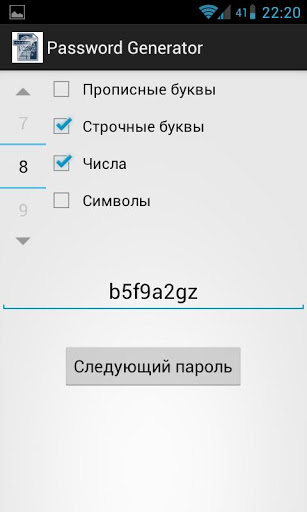 41 22:20
Password Generator
Прописные буквы
7
Строчные буквы
8
Числа
9
Символы
b5f9a2gz
Следующий пароль